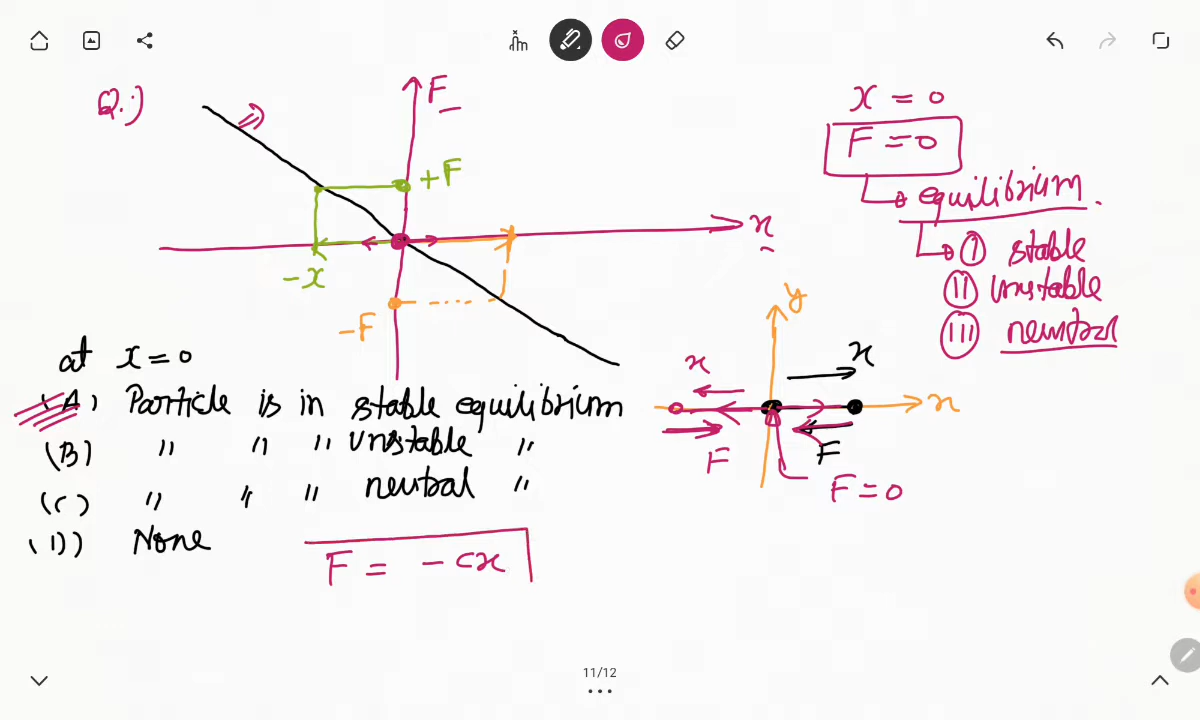 Q.:)
F
+F
x
-x
-F
x = 0
F = 0
equilibrium.
(I) stable
(II) unstable
(III) neutral
at x = 0
(A) Particle is in stable equilibrium
(B) " " " unstable "
(C) " " " neutral "
(D) None
F = - cx
y
x
x
x
F
F
F = 0
11/12